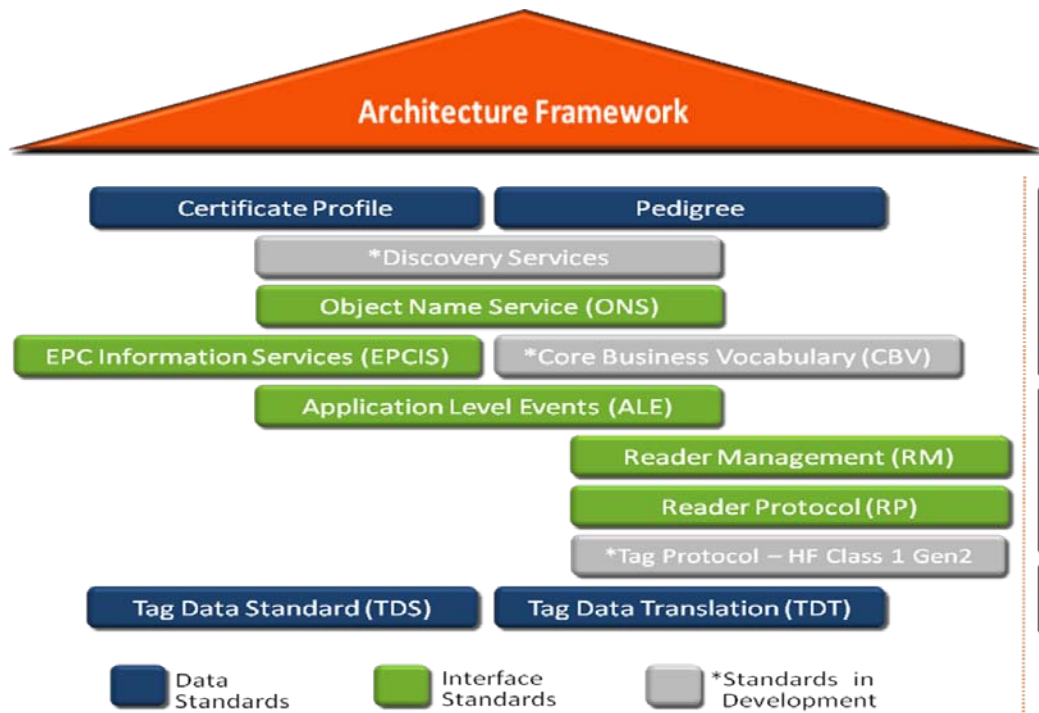 Architecture Framework
Certificate Profile
Pedigree
*Discovery Services
Object Name Service (ONS)
EPC Information Services (EPCIS)
*Core Business Vocabulary (CBV)
Application Level Events (ALE)
Reader Management (RM)
Reader Protocol (RP)
*Tag Protocol – HF Class 1 Gen2
Tag Data Standard (TDS)
Tag Data Translation (TDT)
Data
Standards
Interface
Standards
*Standards in
Development